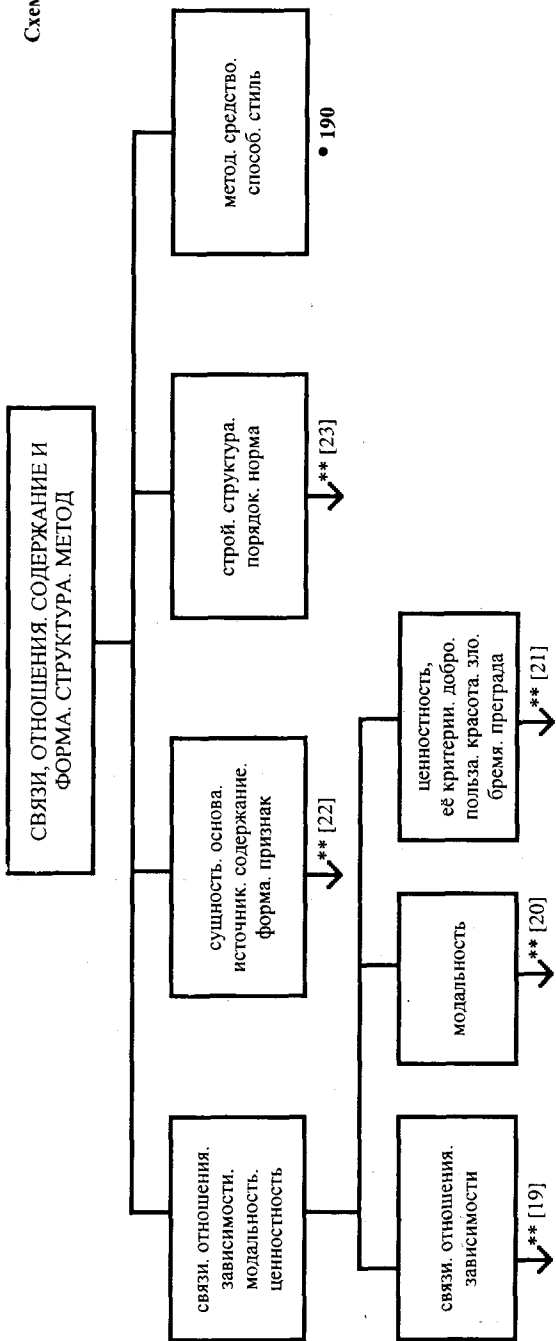 Схем
СВЯЗИ, ОТНОШЕНИЯ. СОДЕРЖАНИЕ И
ФОРМА. СТРУКТУРА. МЕТОД
связи. отношения.
зависимости.
модальность.
ценностность
сущность. основа.
источник. содержание.
форма. признак
** [22]
строй. структура.
порядок. норма
** [23]
метод. средство.
способ. стиль
• 190
связи. отношения.
зависимости
** [19]
модальность
** [20]
ценностность,
её критерии. добро.
польза. красота. зло.
бремя. преграда
** [21]